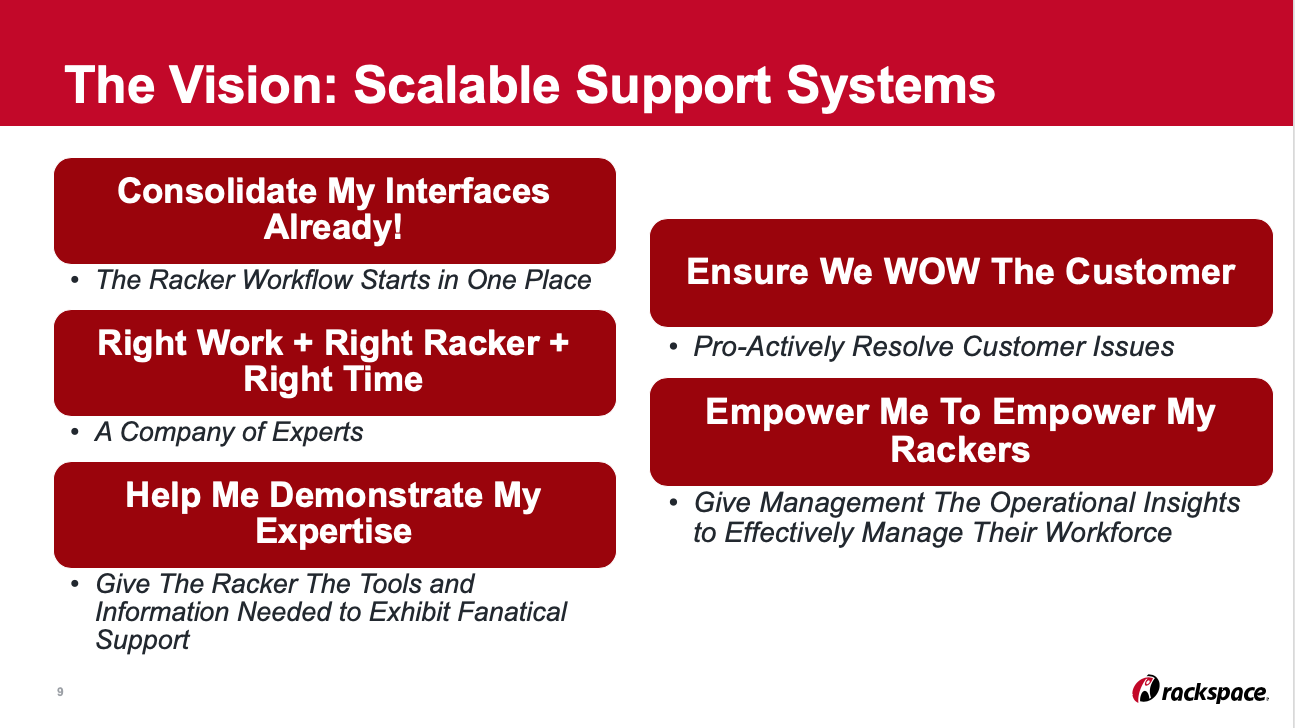 The Vision: Scalable Support Systems
Consolidate My Interfaces
Already!
• The Racker Workflow Starts in One Place
Right Work + Right Racker +
Right Time
• A Company of Experts
Help Me Demonstrate My
Expertise
• Give The Racker The Tools and
Information Needed to Exhibit Fanatical
Support
Ensure We WOW The Customer
• Pro-Actively Resolve Customer Issues
Empower Me To Empower My
Rackers
• Give Management The Operational Insights
to Effectively Manage Their Workforce
9
rackspace